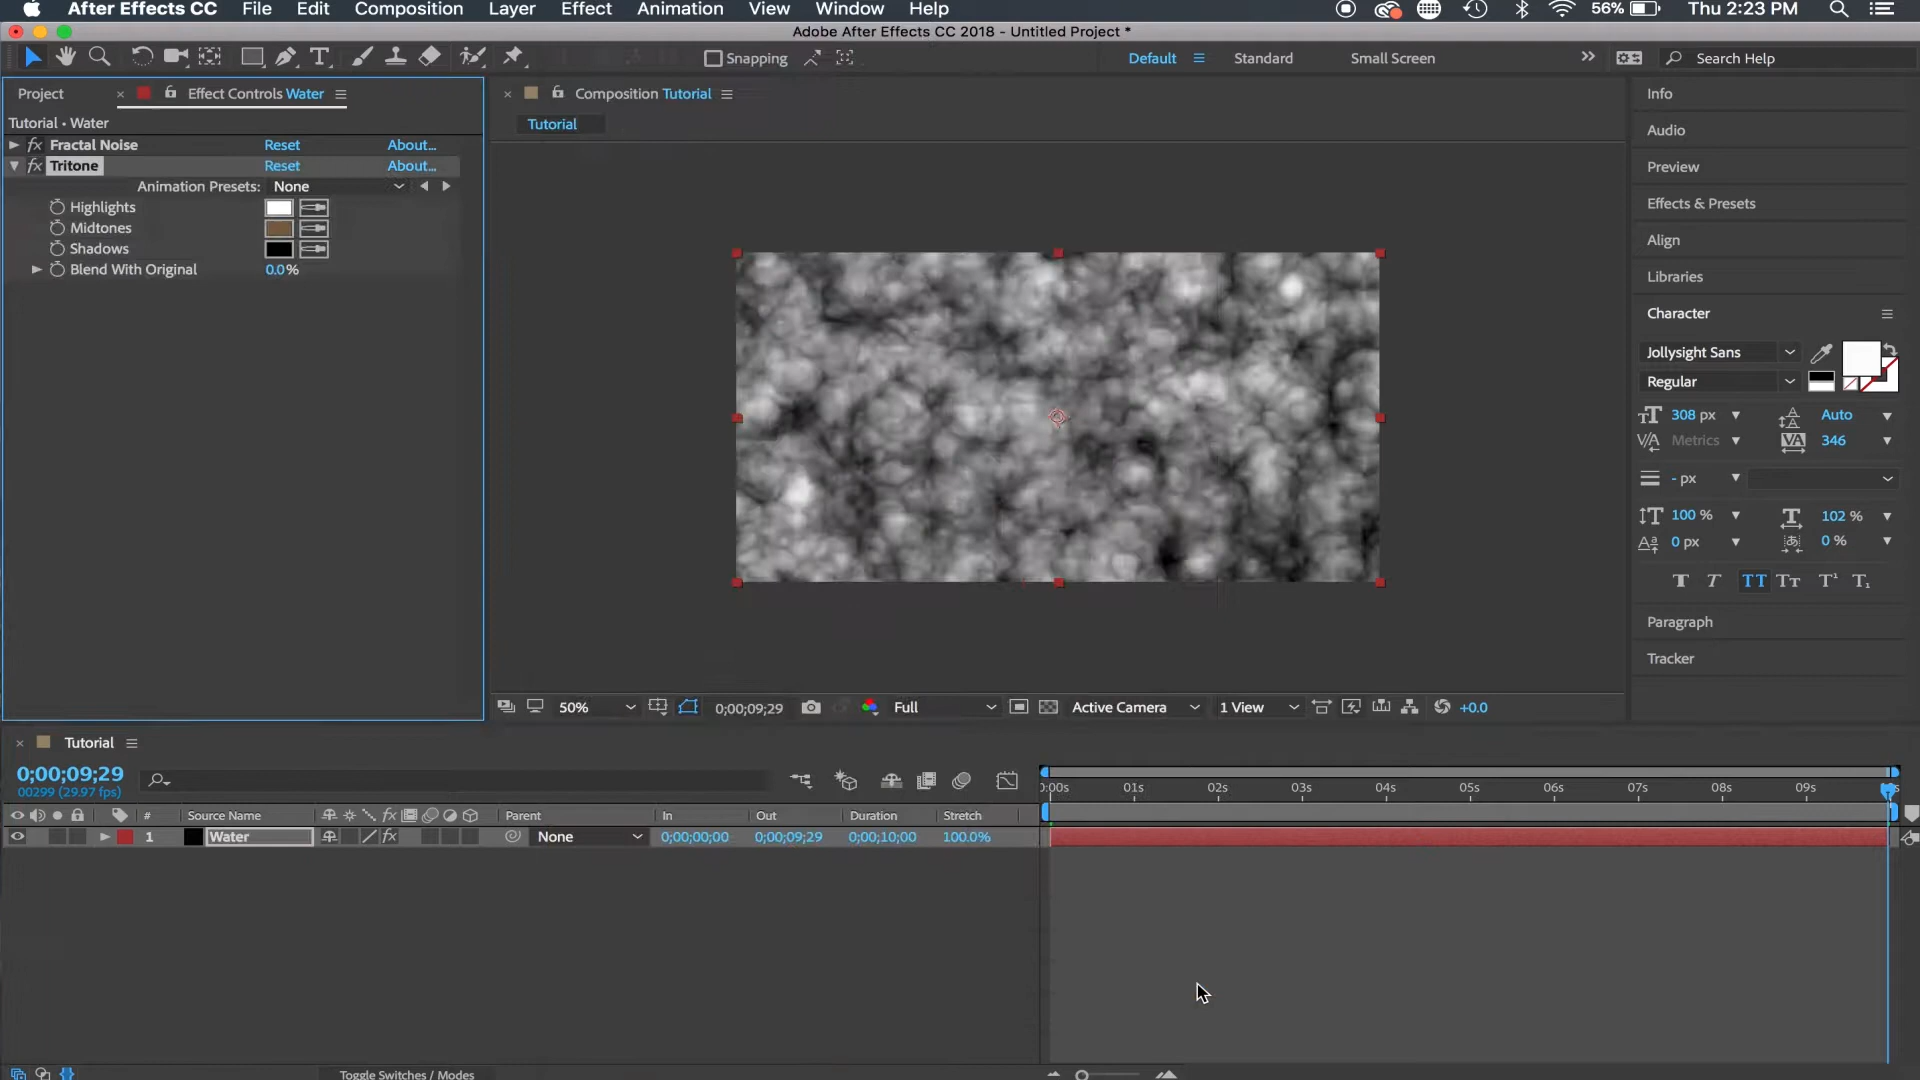 After Effects CC File Edit Composition Layer Effect Animation View Window Help 56% Thu 2:23 PM
Adobe After Effects CC 2018 - Untitled Project *
Snapping Default Standard Small Screen Search Help
Project Effect Controls Water
Composition Tutorial
Tutorial
Tutorial • Water
fx Fractal Noise Reset About...
fx Tritone Reset About...
Animation Presets: None
Highlights
Midtones
Shadows
Blend With Original 0.0%
Info
Audio
Preview
Effects & Presets
Align
Libraries
Character
Jollysight Sans
Regular
308 px Auto
Metrics 346
- px
100 % 102 %
0 px 0 %
Paragraph
Tracker
50% 0;00;09;29 Full Active Camera 1 View +0.0
Tutorial
0;00;09;29
00299 (29.97 fps)
0:00s 01s 02s 03s 04s 05s 06s 07s 08s 09s
# Source Name fx Parent In Out Duration Stretch
1 Water fx None 0;00;00;00 0;00;09;29 0;00;10;00 100.0%
Toggle Switches / Modes